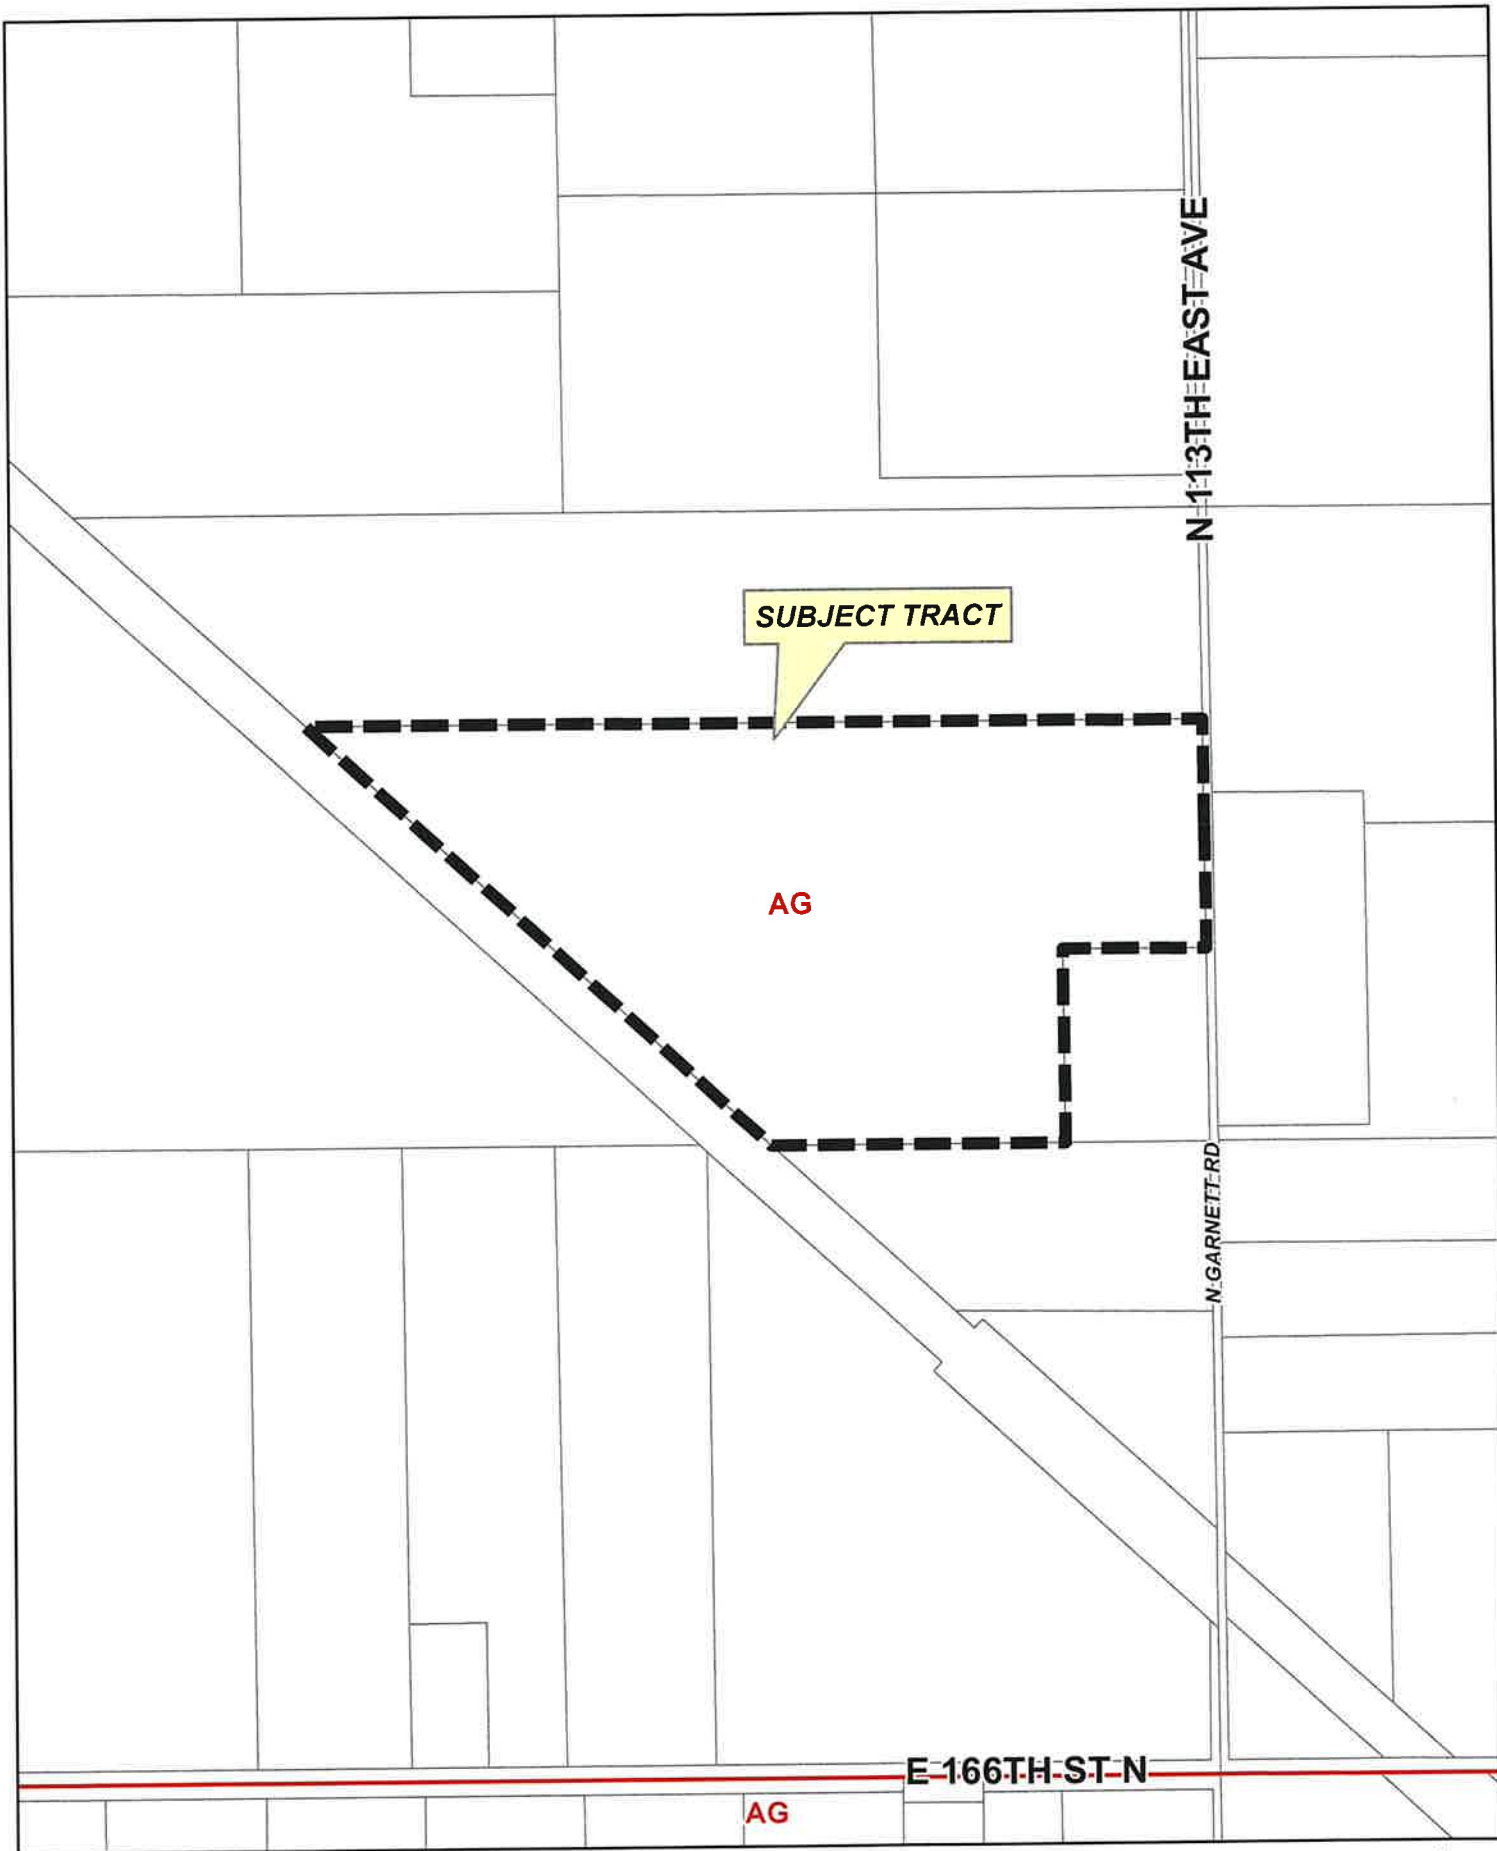 N 113TH EAST AVE
SUBJECT TRACT
AG
N GARNETT RD
E 166TH ST N
AG